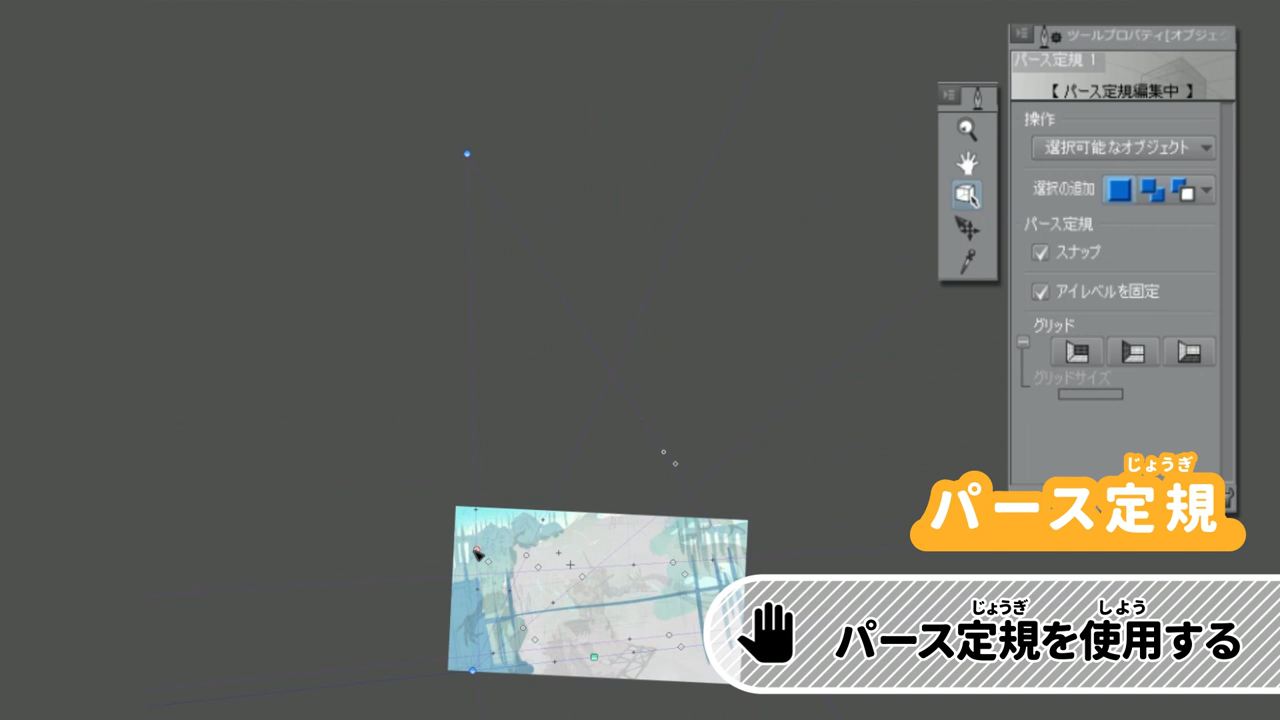 ツールプロパティ[オブジェク
パース定規 1
【 パース定規編集中 】
操作
選択可能なオブジェクト
選択の追加
パース定規
スナップ
アイレベルを固定
グリッド
グリッドサイズ
じょうぎ
パース定規
じょうぎ しよう
パース定規を使用する